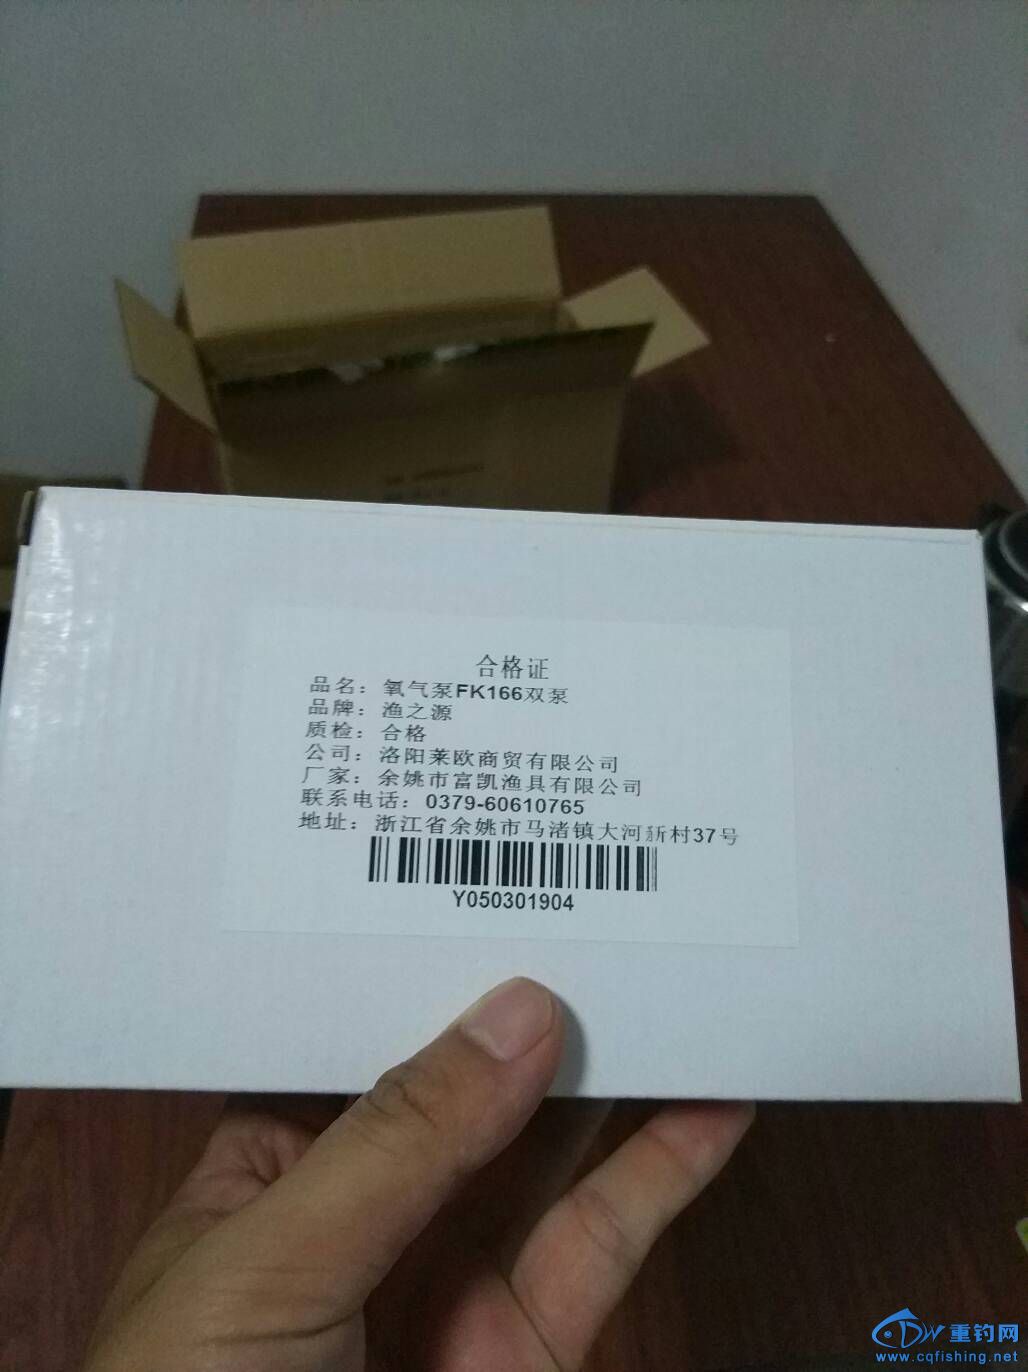 合格证
品名：氧气泵FK166双泵
品牌：渔之源
质检：合格
公司：洛阳莱欧商贸有限公司
厂家：余姚市富凯渔具有限公司
联系电话：0379-60610765
地址：浙江省余姚市马渚镇大河新村37号
Y050301904
重钓网
www.cqfishing.net